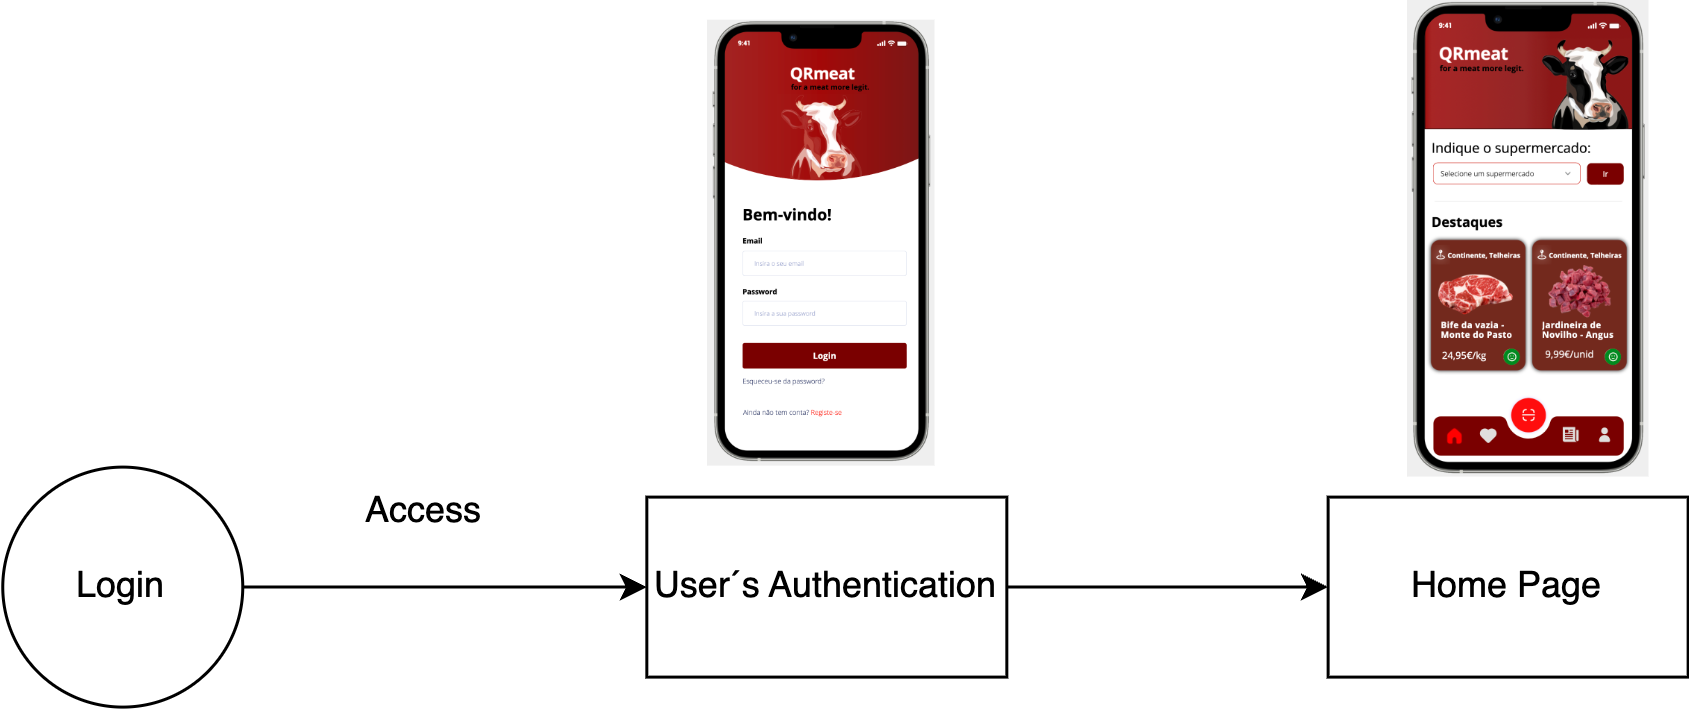 9:41
QRmeat
for a meat more legit.
Bem-vindo!
Email
Insira o seu email
Password
Insira a sua password
Login
Esqueceu-se da password?
Ainda não tem conta? Registe-se
9:41
QRmeat
for a meat more legit.
Indique o supermercado:
Selecione um supermercado
Ir
Destaques
Continente, Telheiras
Bife da vazia -
Monte do Pasto
24,95€/kg
Continente, Telheiras
Jardineira de
Novilho - Angus
9,99€/unid
Login
Access
User´s Authentication
Home Page